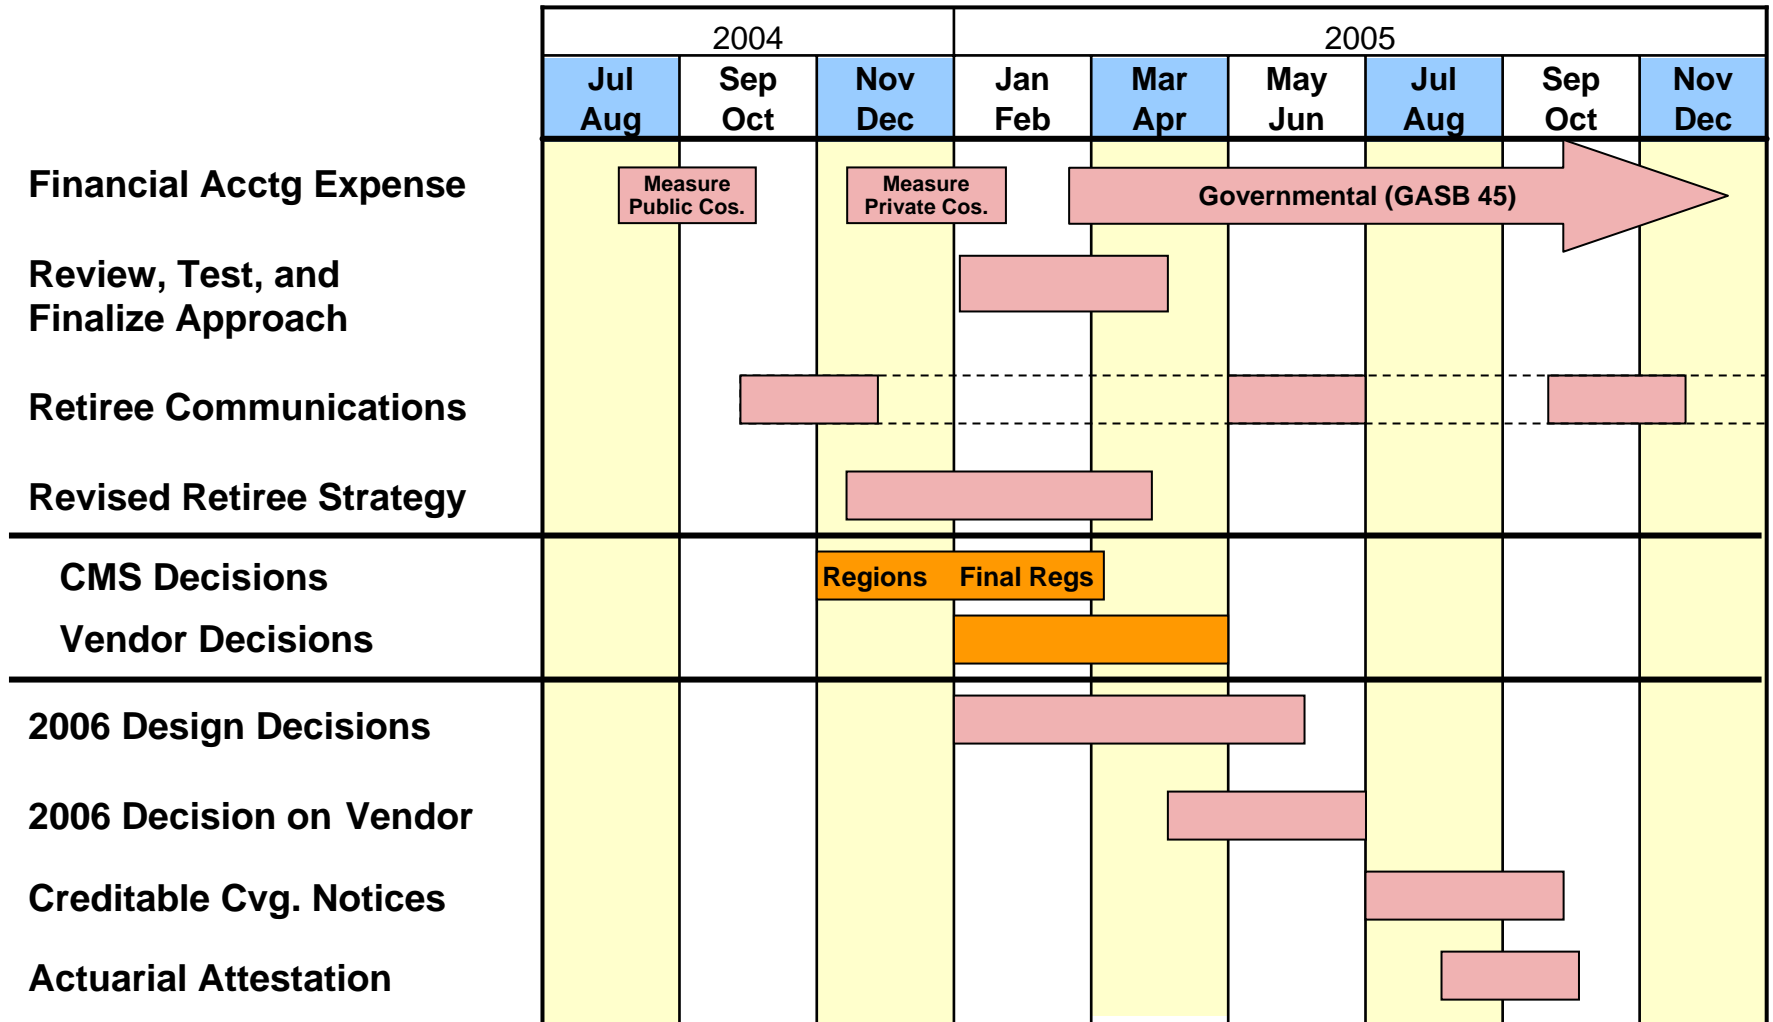 2004 2005
Jul Sep Nov Jan Mar May Jul Sep Nov
Aug Oct Dec Feb Apr Jun Aug Oct Dec
Financial Acctg Expense
Measure
Public Cos.
Measure
Private Cos.
Governmental (GASB 45)
Review, Test, and
Finalize Approach
Retiree Communications
Revised Retiree Strategy
CMS Decisions
Regions Final Regs
Vendor Decisions
2006 Design Decisions
2006 Decision on Vendor
Creditable Cvg. Notices
Actuarial Attestation